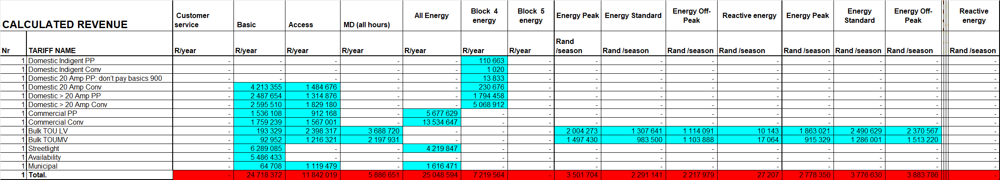 CALCULATED REVENUE Customer service Basic Access MD (all hours) All Energy Block 4 energy Block 5 energy Energy Peak Energy Standard Energy Off-Peak Reactive energy Energy Peak Energy Standard Energy Off-Peak Reactive energy
Nr TARIFF NAME R/year R/year R/year R/year R/year R/year R/year Rand /season Rand /season Rand /season Rand /season Rand /season Rand /season Rand /season Rand /season
1 Domestic Indigent PP - - - - - 110 663 - - - - - - - - -
1 Domestic Indigent Conv - - - - - 1 020 - - - - - - - - -
1 Domestic 20 Amp PP: don't pay basics 900 - - - - - 13 833 - - - - - - - - -
1 Domestic 20 Amp Conv - 4 213 355 1 484 676 - - 230 676 - - - - - - - - -
1 Domestic > 20 Amp PP - 2 487 654 1 314 876 - - 1 794 458 - - - - - - - - -
1 Domestic > 20 Amp Conv - 2 595 510 1 829 180 - - 5 068 912 - - - - - - - - -
1 Commercial PP - 1 536 108 912 168 - 5 677 629 - - - - - - - - - -
1 Commercial Conv - 1 759 239 1 567 001 - 13 534 647 - - - - - - - - - -
1 Bulk TOU LV - 193 329 2 398 317 3 688 720 - - - 2 004 273 1 307 641 1 114 091 10 143 1 863 021 2 490 629 2 370 567 -
1 Bulk TOUMV - 92 952 1 216 321 2 197 931 - - - 1 497 430 983 500 1 103 888 17 064 915 329 1 286 001 1 513 220 -
1 Streetlight - 6 289 085 - - 4 219 847 - - - - - - - - - -
1 Availability - 5 486 433 - - - - - - - - - - - - -
1 Municipal - 64 708 1 119 479 - 1 616 471 - - - - - - - - - -
1 Total. - 24 718 372 11 842 019 5 886 651 25 048 594 7 219 564 - 3 501 704 2 291 141 2 217 979 27 207 2 778 350 3 776 630 3 883 786 -